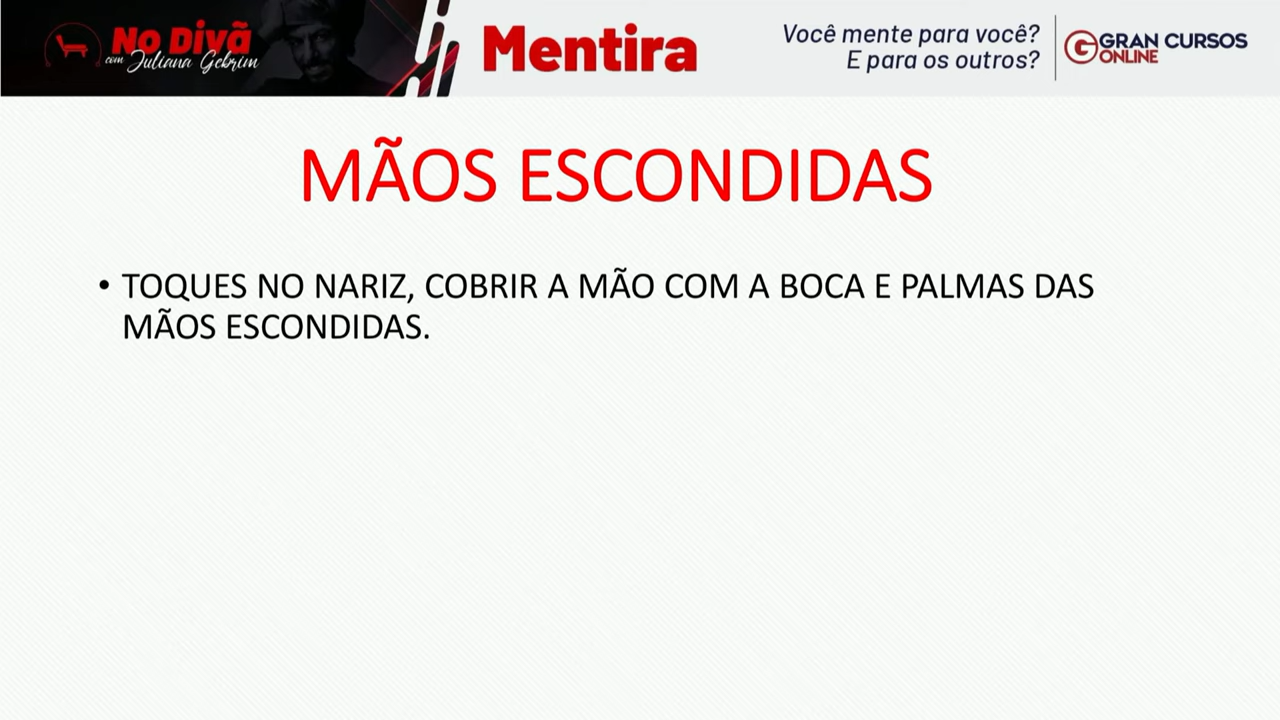 No Divã
com Juliana Gebrim
Mentira
Você mente para você?
E para os outros?
GRAN CURSOS
ONLINE
MÃOS ESCONDIDAS
• TOQUES NO NARIZ, COBRIR A MÃO COM A BOCA E PALMAS DAS
MÃOS ESCONDIDAS.